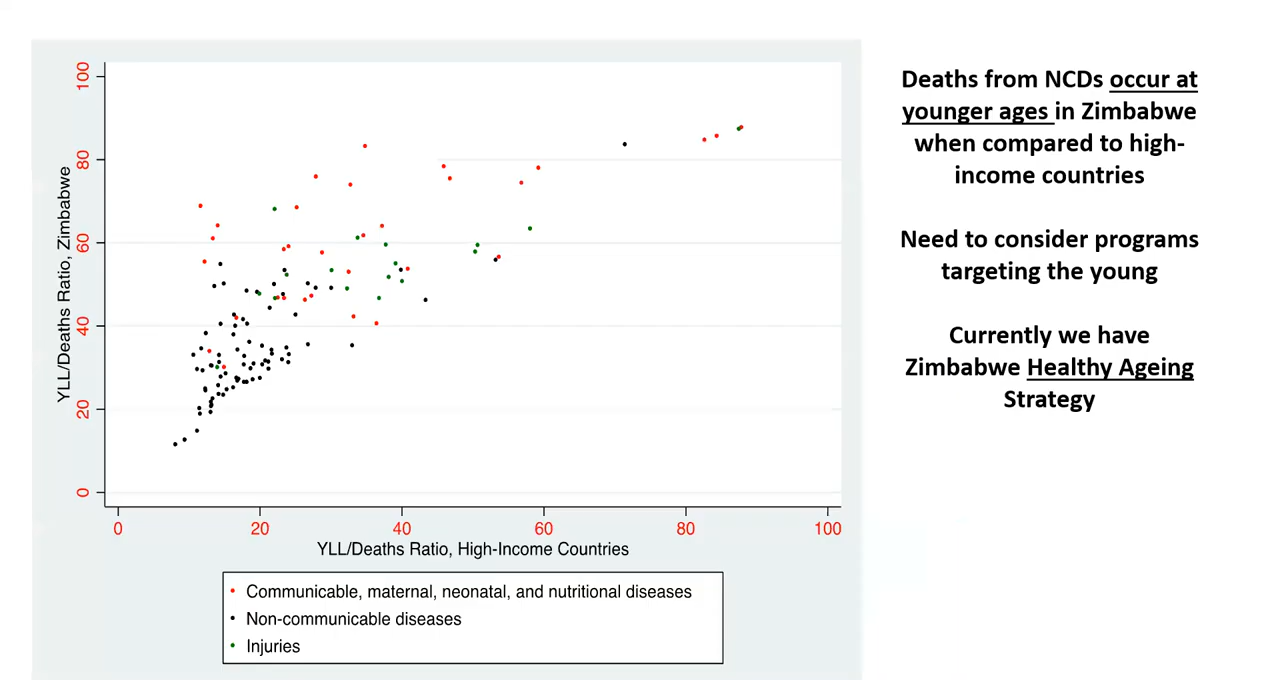 100
80
60
40
20
0
YLL/Deaths Ratio, Zimbabwe
0 20 40 60 80 100
YLL/Deaths Ratio, High-Income Countries
Communicable, maternal, neonatal, and nutritional diseases
Non-communicable diseases
Injuries
Deaths from NCDs occur at
younger ages in Zimbabwe
when compared to high-
income countries
Need to consider programs
targeting the young
Currently we have
Zimbabwe Healthy Ageing
Strategy